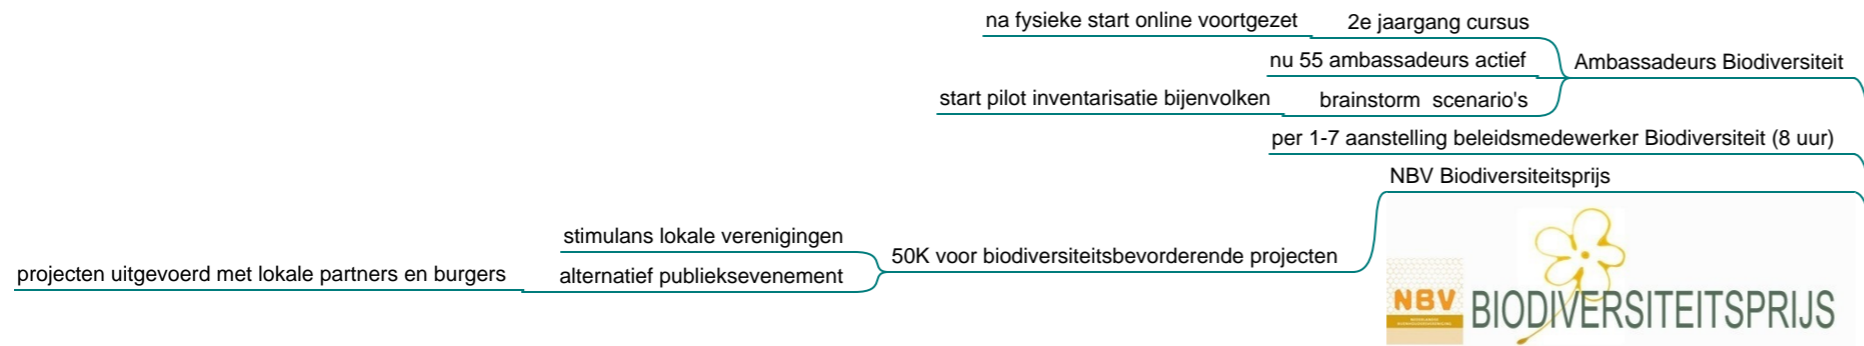 na fysieke start online voortgezet
2e jaargang cursus
nu 55 ambassadeurs actief
Ambassadeurs Biodiversiteit
start pilot inventarisatie bijenvolken
brainstorm scenario's
per 1-7 aanstelling beleidsmedewerker Biodiversiteit (8 uur)
NBV Biodiversiteitsprijs
stimulans lokale verenigingen
50K voor biodiversiteitsbevorderende projecten
projecten uitgevoerd met lokale partners en burgers
alternatief publieksevenement
NBV
BIODIVERSITEITSPRIJS